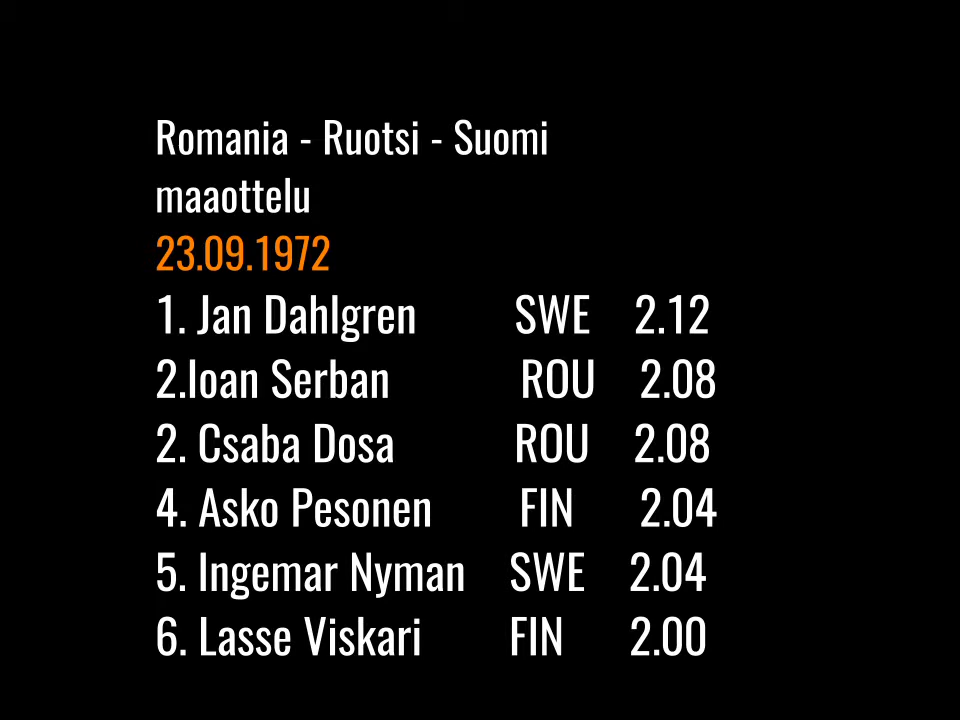 Romania - Ruotsi - Suomi
maaottelu
23.09.1972
1. Jan Dahlgren SWE 2.12
2.Ioan Serban ROU 2.08
2. Csaba Dosa ROU 2.08
4. Asko Pesonen FIN 2.04
5. Ingemar Nyman SWE 2.04
6. Lasse Viskari FIN 2.00